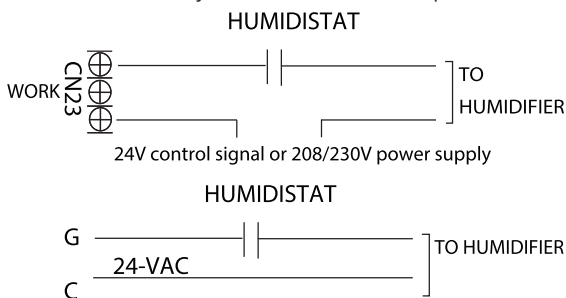 HUMIDISTAT
WORK
CN23
TO
HUMIDIFIER
24V control signal or 208/230V power supply
HUMIDISTAT
G
TO HUMIDIFIER
24-VAC
C